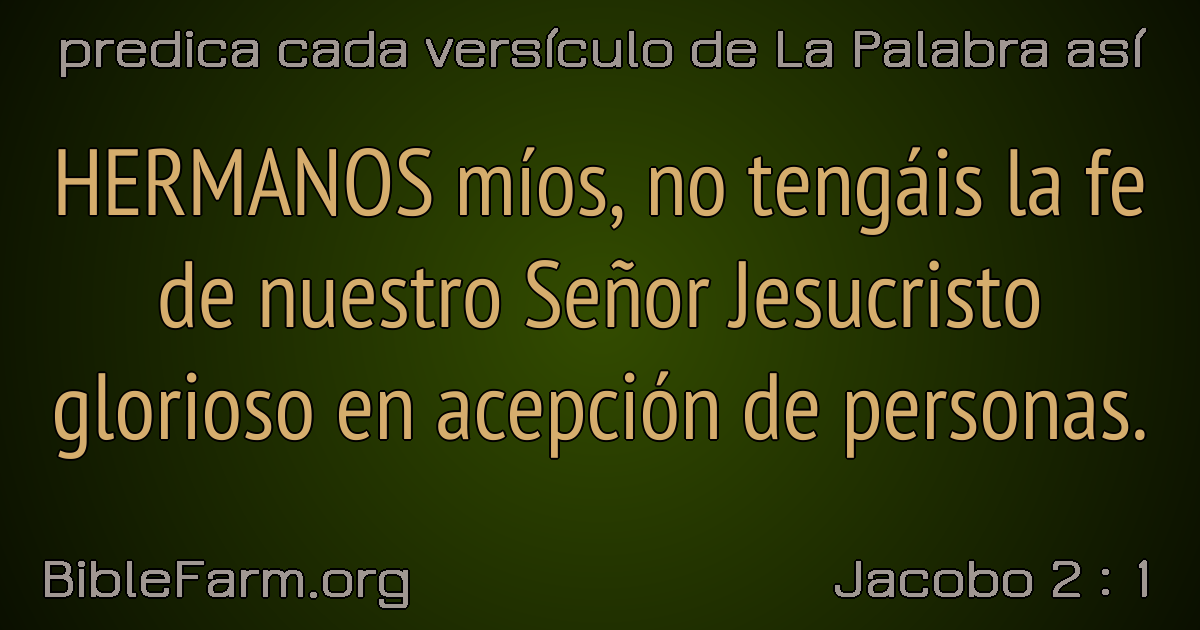 predica cada versículo de La Palabra así
HERMANOS míos, no tengáis la fe
de nuestro Señor Jesucristo
glorioso en acepción de personas.
BibleFarm.org
Jacobo 2 : 1